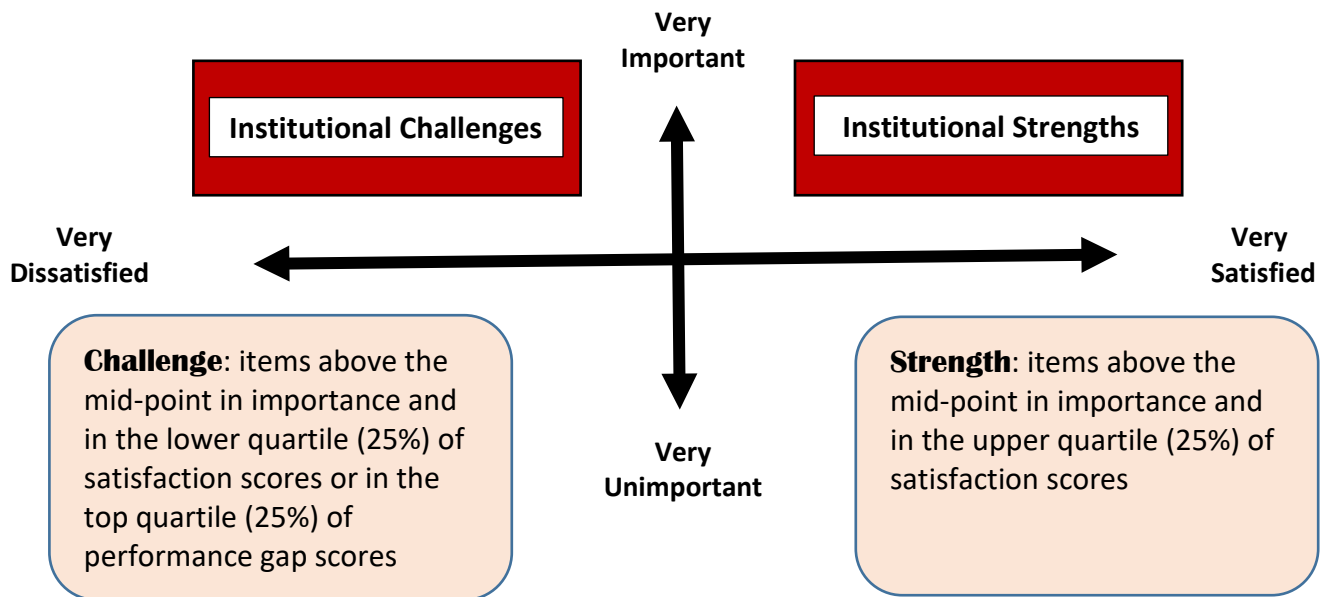 Very
Important
Institutional Challenges
Institutional Strengths
Very
Dissatisfied
Very
Satisfied
Challenge: items above the
mid-point in importance and
in the lower quartile (25%) of
satisfaction scores or in the
top quartile (25%) of
performance gap scores
Very
Unimportant
Strength: items above the
mid-point in importance and
in the upper quartile (25%) of
satisfaction scores